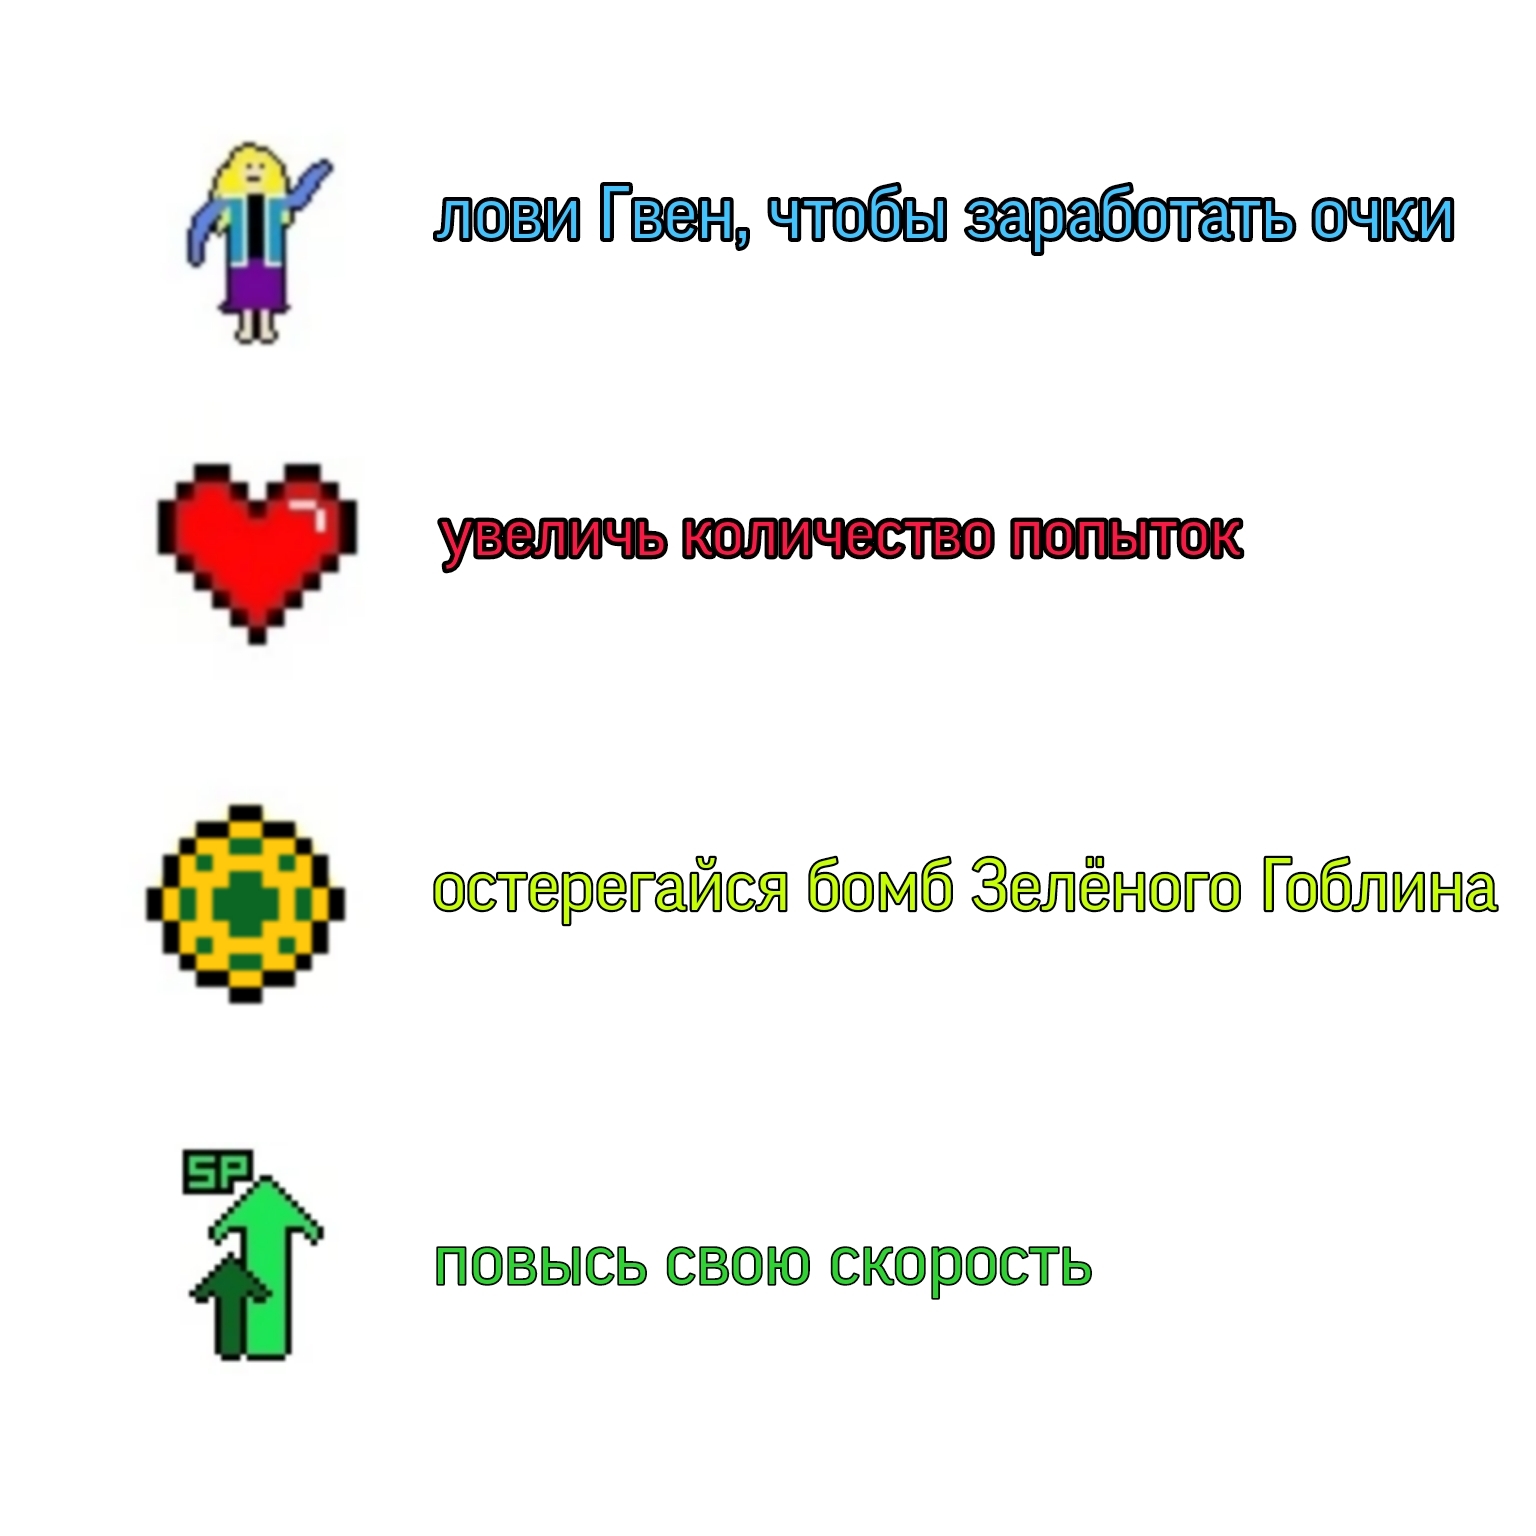 лови Гвен, чтобы заработать очки
увеличь количество попыток
остерегайся бомб Зелёного Гоблина
SP
повысь свою скорость